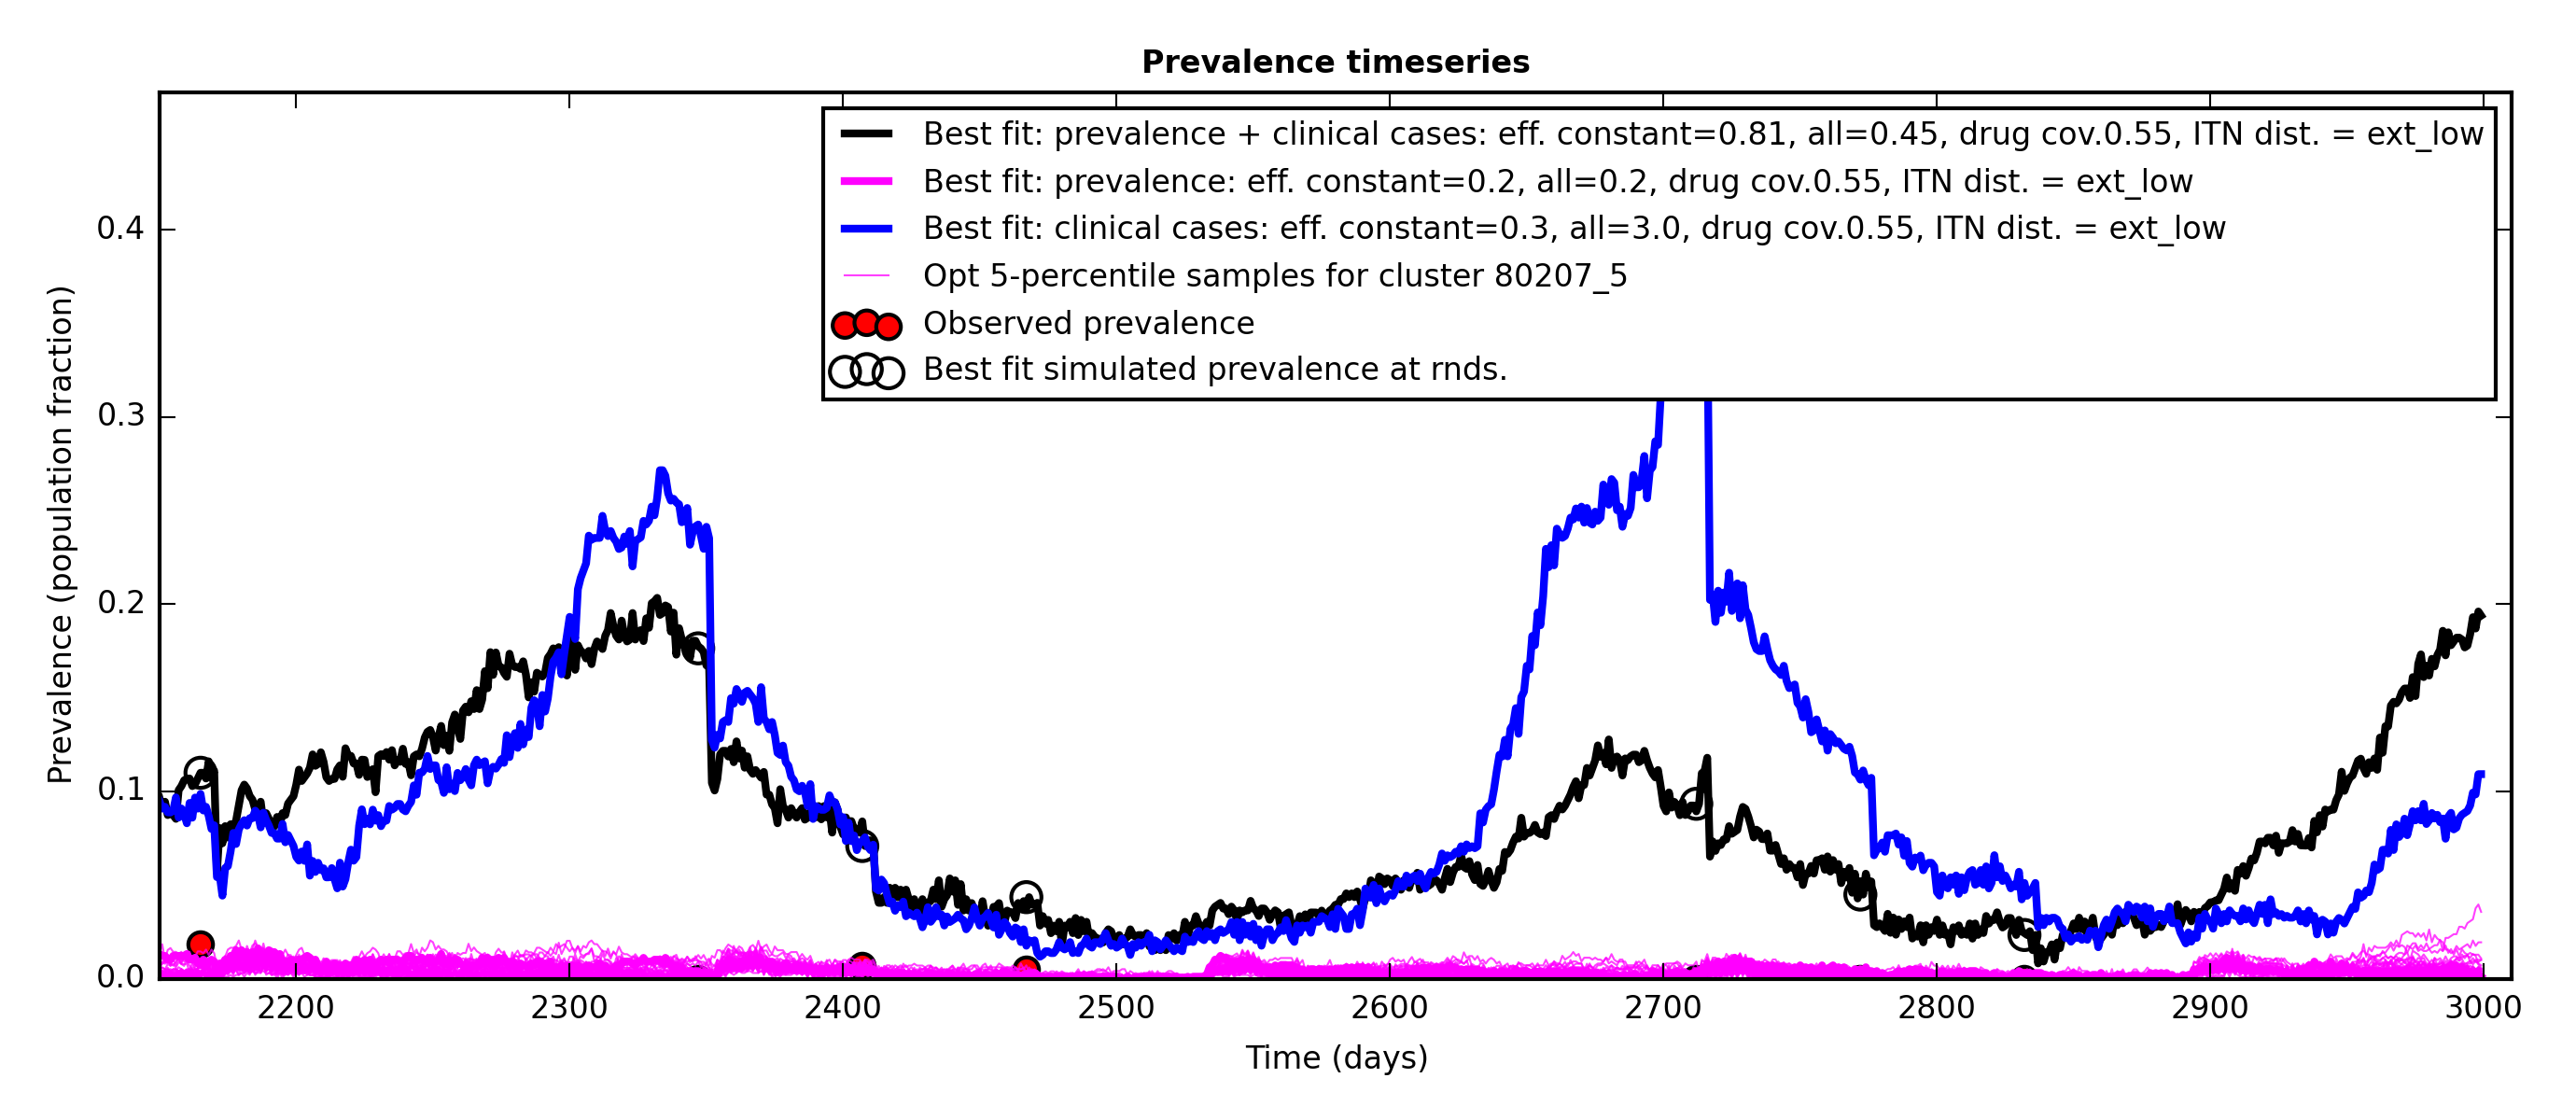 Prevalence timeseries
Best fit: prevalence + clinical cases: eff. constant=0.81, all=0.45, drug cov.0.55, ITN dist. = ext_low
Best fit: prevalence: eff. constant=0.2, all=0.2, drug cov.0.55, ITN dist. = ext_low
Best fit: clinical cases: eff. constant=0.3, all=3.0, drug cov.0.55, ITN dist. = ext_low
Opt 5-percentile samples for cluster 80207_5
Observed prevalence
Best fit simulated prevalence at rnds.
Prevalence (population fraction)
0.4
0.3
0.2
0.1
0.0
2200 2300 2400 2500 2600 2700 2800 2900 3000
Time (days)